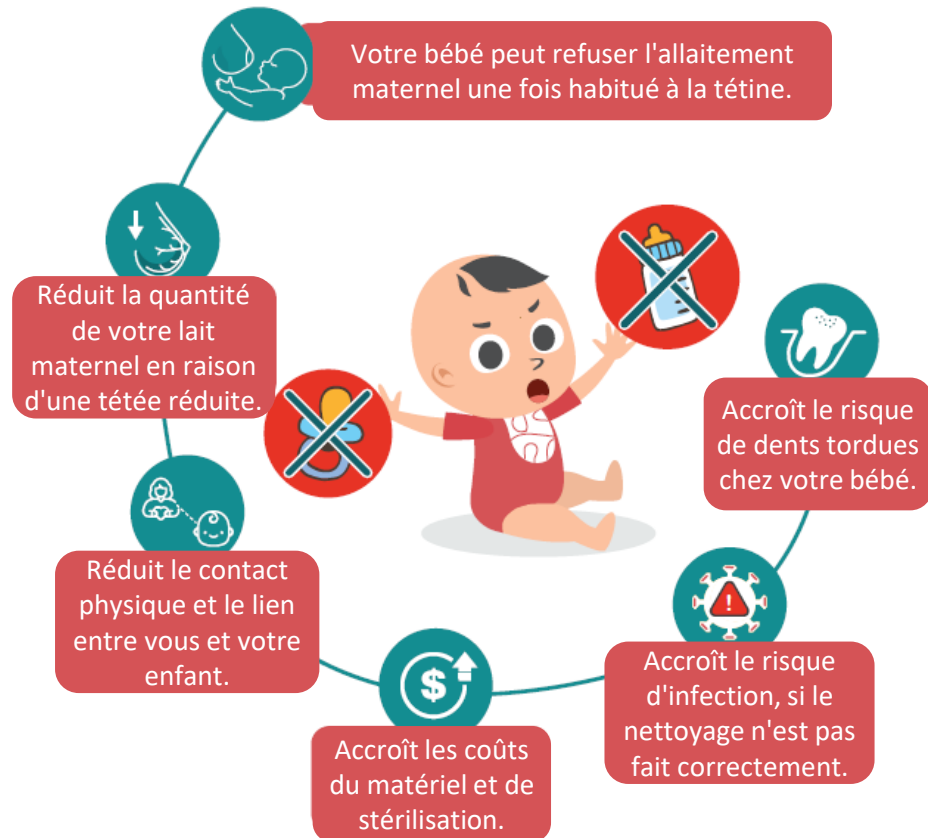 Votre bébé peut refuser l'allaitement
maternel une fois habitué à la tétine.
Réduit la quantité
de votre lait
maternel en raison
d'une tétée réduite.
Réduit le contact
physique et le lien
entre vous et votre
enfant.
$
Accroît les coûts
du matériel et de
stérilisation.
!
Accroît le risque
d'infection, si le
nettoyage n'est pas
fait correctement.
Accroît le risque
de dents tordues
chez votre bébé.